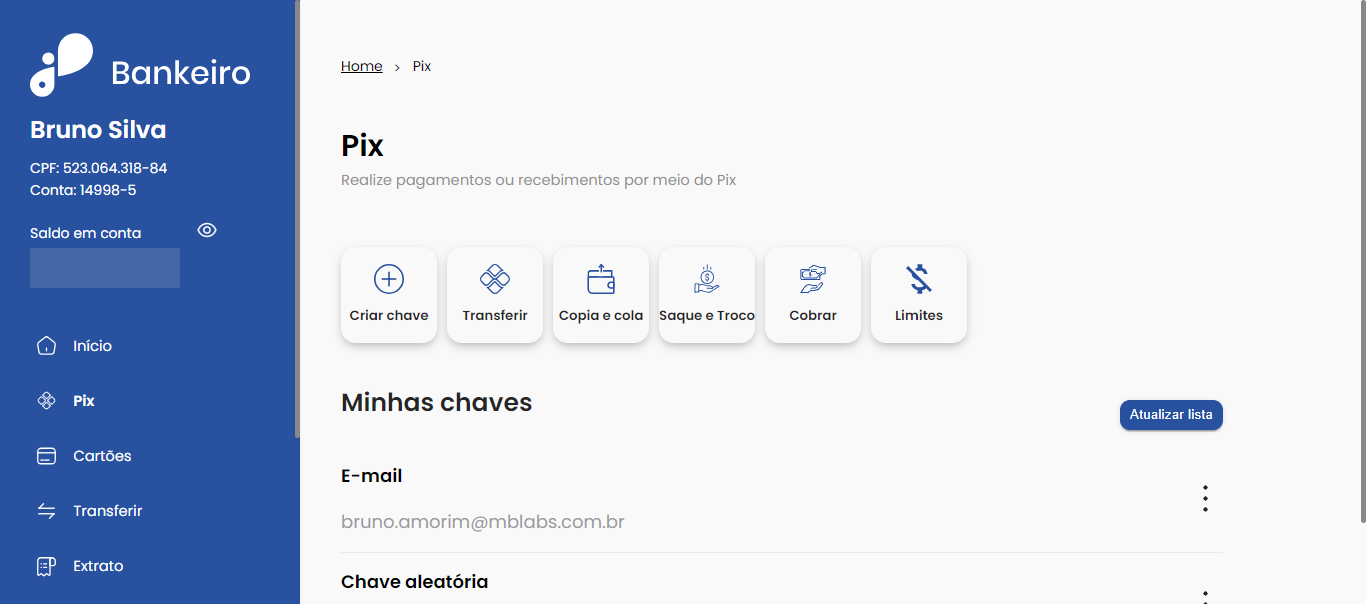 Bankeiro
Bruno Silva
CPF: 523.064.318-84
Conta: 14998-5
Saldo em conta
Início
Pix
Cartões
Transferir
Extrato
Home > Pix
Pix
Realize pagamentos ou recebimentos por meio do Pix
Criar chave
Transferir
Copia e cola
Saque e Troco
Cobrar
Limites
Minhas chaves
Atualizar lista
E-mail
bruno.amorim@mblabs.com.br
Chave aleatória